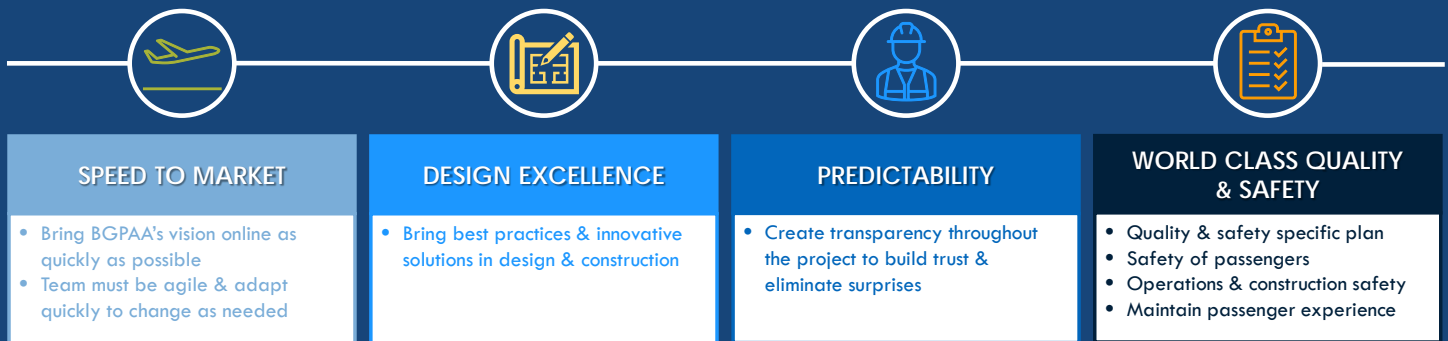 SPEED TO MARKET
• Bring BGPAA's vision online as
quickly as possible
• Team must be agile & adapt
quickly to change as needed
DESIGN EXCELLENCE
• Bring best practices & innovative
solutions in design & construction
PREDICTABILITY
• Create transparency throughout
the project to build trust &
eliminate surprises
WORLD CLASS QUALITY
& SAFETY
• Quality & safety specific plan
• Safety of passengers
• Operations & construction safety
• Maintain passenger experience